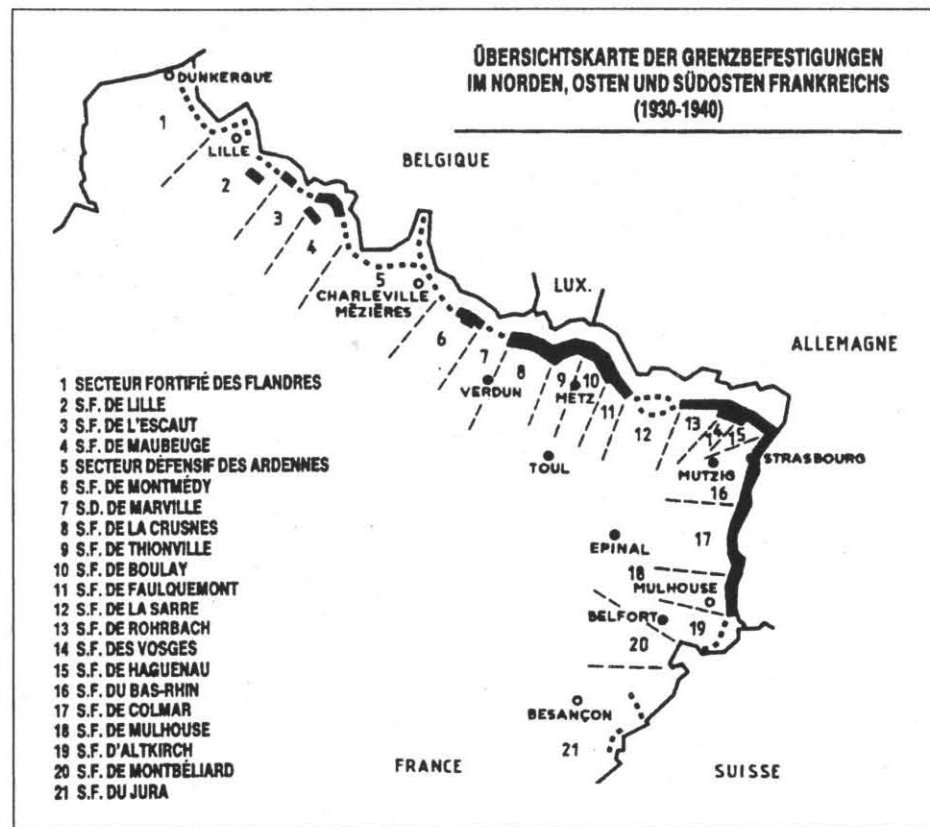 ÜBERSICHTSKARTE DER GRENZBEFESTIGUNGEN
IM NORDEN, OSTEN UND SÜDOSTEN FRANKREICHS
(1930-1940)
DUNKERQUE
1
LILLE
BELGIQUE
2
3
4
5
CHARLEVILLE
MÉZIÈRES
LUX.
ALLEMAGNE
6
7
8
9
10
VERDUN
METZ
11
12
13
14
15
STRASBOURG
TOUL
MUTZIG
16
EPINAL
17
18
MULHOUSE
BELFORT
19
20
BESANÇON
21
FRANCE
SUISSE
1 SECTEUR FORTIFIÉ DES FLANDRES
2 S.F. DE LILLE
3 S.F. DE L'ESCAUT
4 S.F. DE MAUBEUGE
5 SECTEUR DÉFENSIF DES ARDENNES
6 S.F. DE MONTMÉDY
7 S.D. DE MARVILLE
8 S.F. DE LA CRUSNES
9 S.F. DE THIONVILLE
10 S.F. DE BOULAY
11 S.F. DE FAULQUEMONT
12 S.F. DE LA SARRE
13 S.F. DE ROHRBACH
14 S.F. DES VOSGES
15 S.F. DE HAGUENAU
16 S.F. DU BAS-RHIN
17 S.F. DE COLMAR
18 S.F. DE MULHOUSE
19 S.F. D'ALTKIRCH
20 S.F. DE MONTBÉLIARD
21 S.F. DU JURA